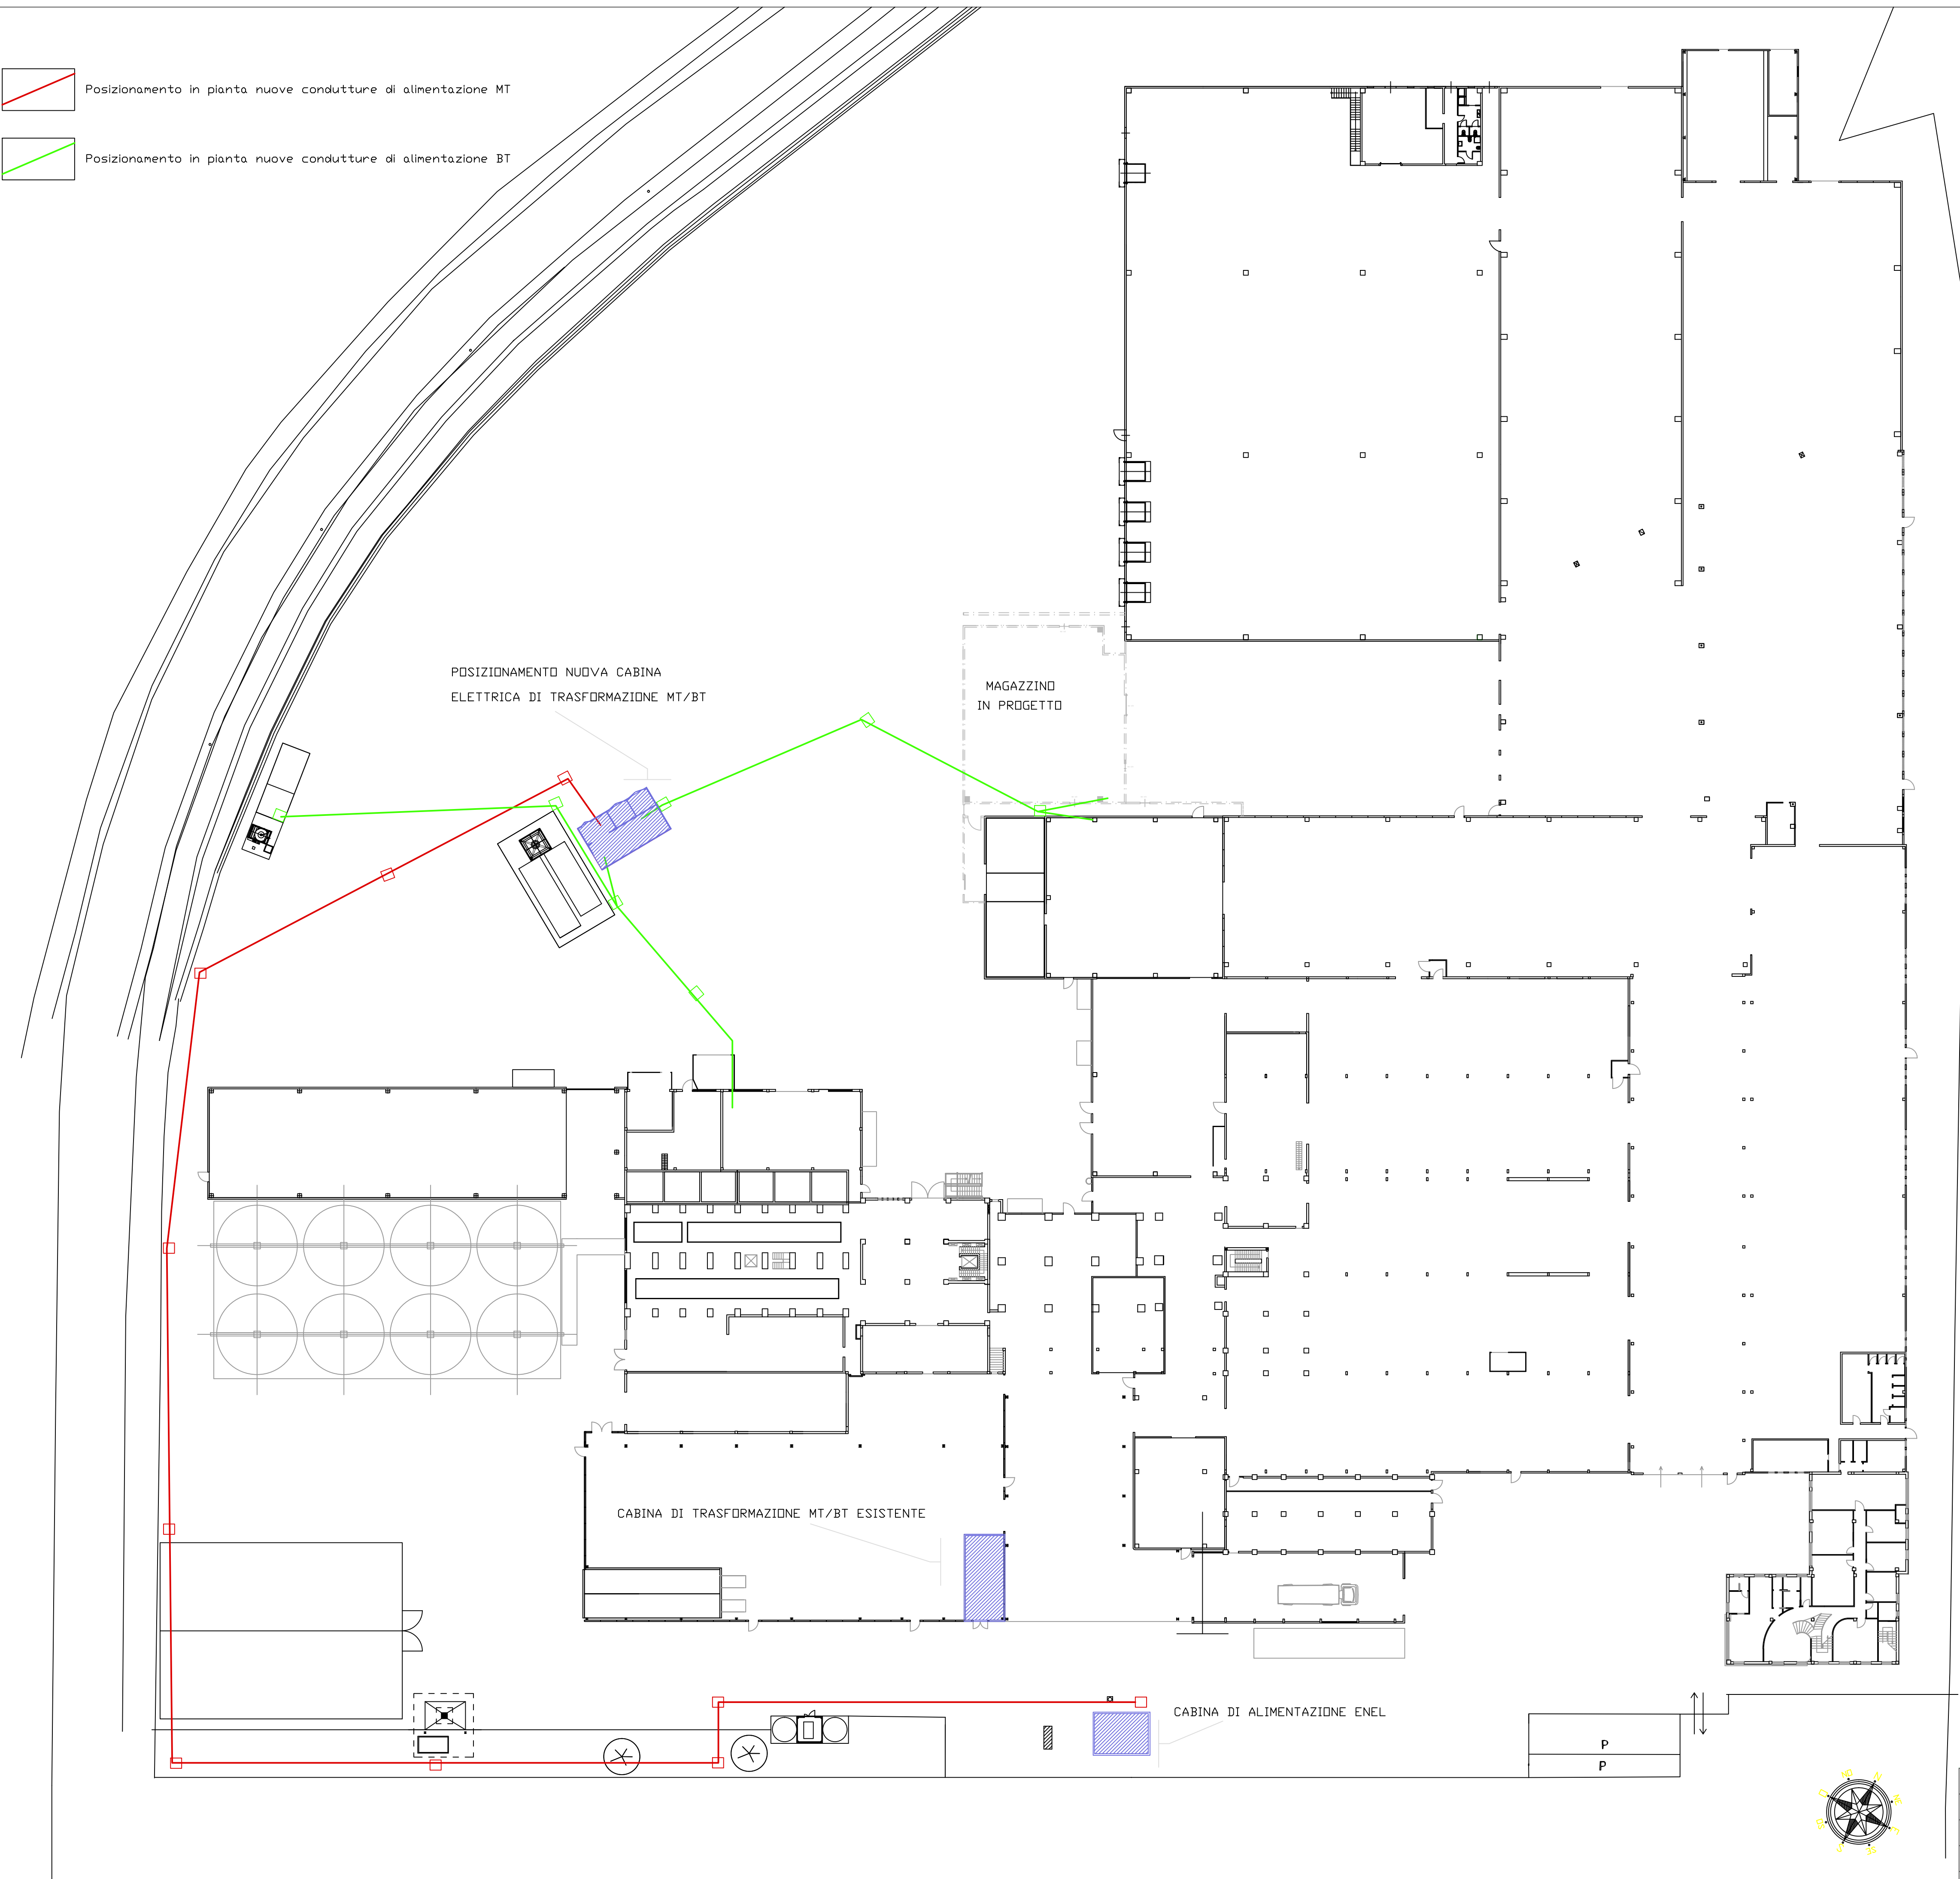 Posizionamento in pianta nuove condutture di alimentazione MT
Posizionamento in pianta nuove condutture di alimentazione BT
POSIZIONAMENTO NUOVA CABINA
ELETTRICA DI TRASFORMAZIONE MT/BT
MAGAZZINO
IN PROGETTO
CABINA DI TRASFORMAZIONE MT/BT ESISTENTE
CABINA DI ALIMENTAZIONE ENEL
P
P